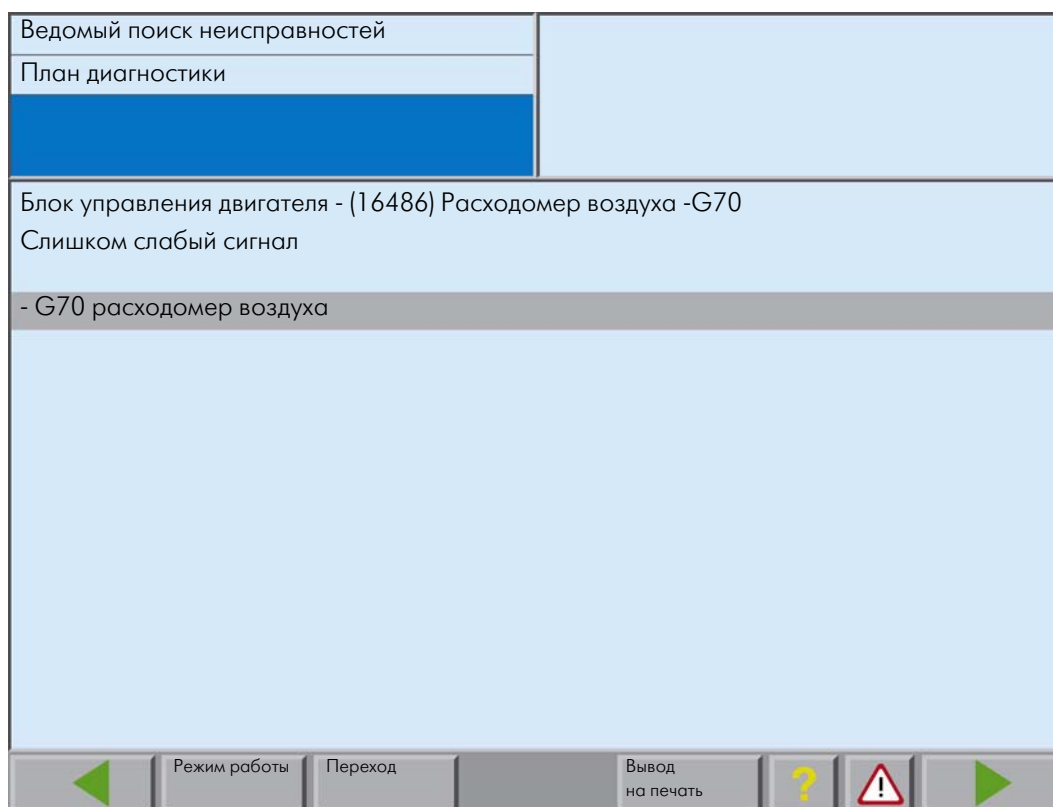 Ведомый поиск неисправностей
План диагностики
Блок управления двигателя - (16486) Расходомер воздуха -G70
Слишком слабый сигнал
- G70 расходомер воздуха
Режим работы
Переход
Вывод
на печать
?
!